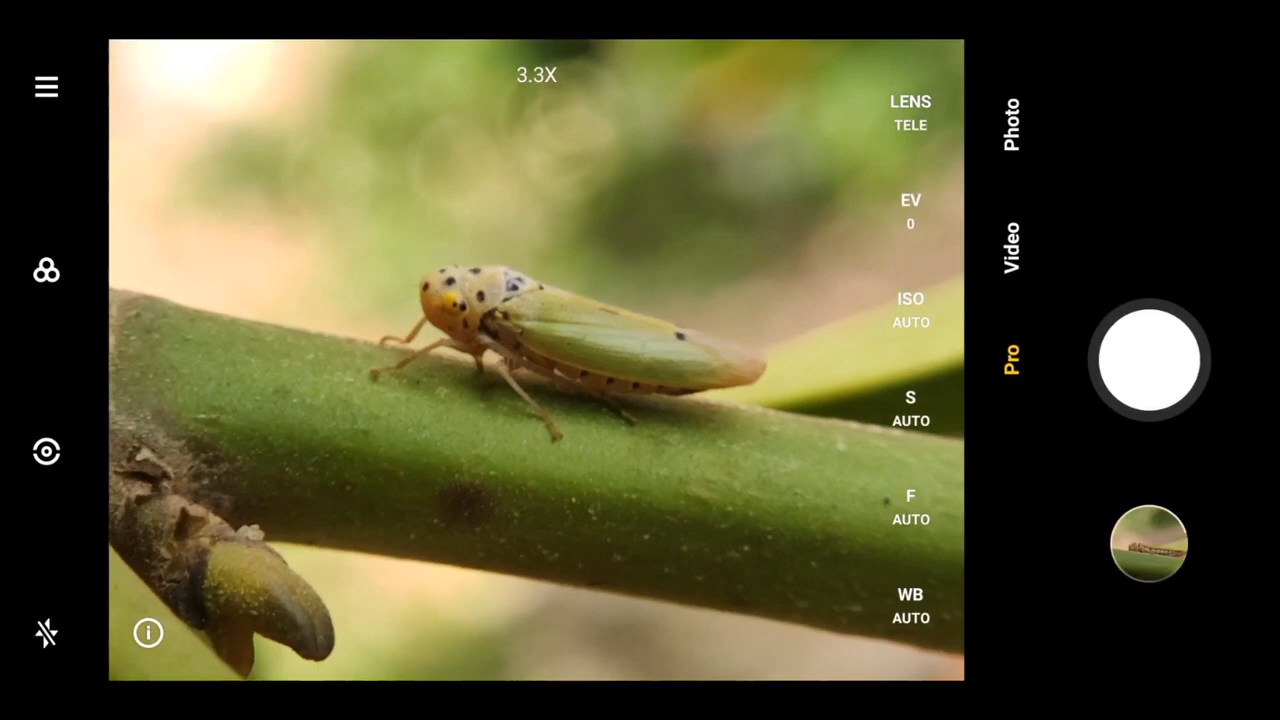 3.3X
LENS
TELE
EV
0
ISO
AUTO
S
AUTO
F
AUTO
WB
AUTO
Photo
Video
Pro